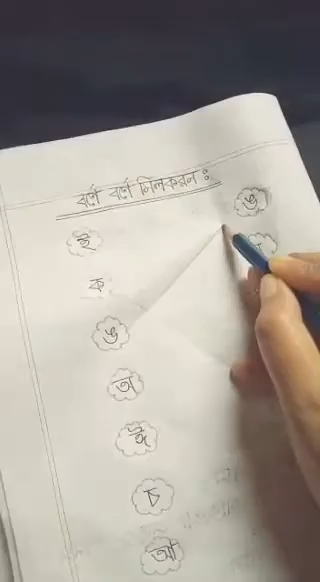 বর্ণে বর্ণে মিলকরন :
ও
ই
ক
ও
অ
ঈ
চ
আ